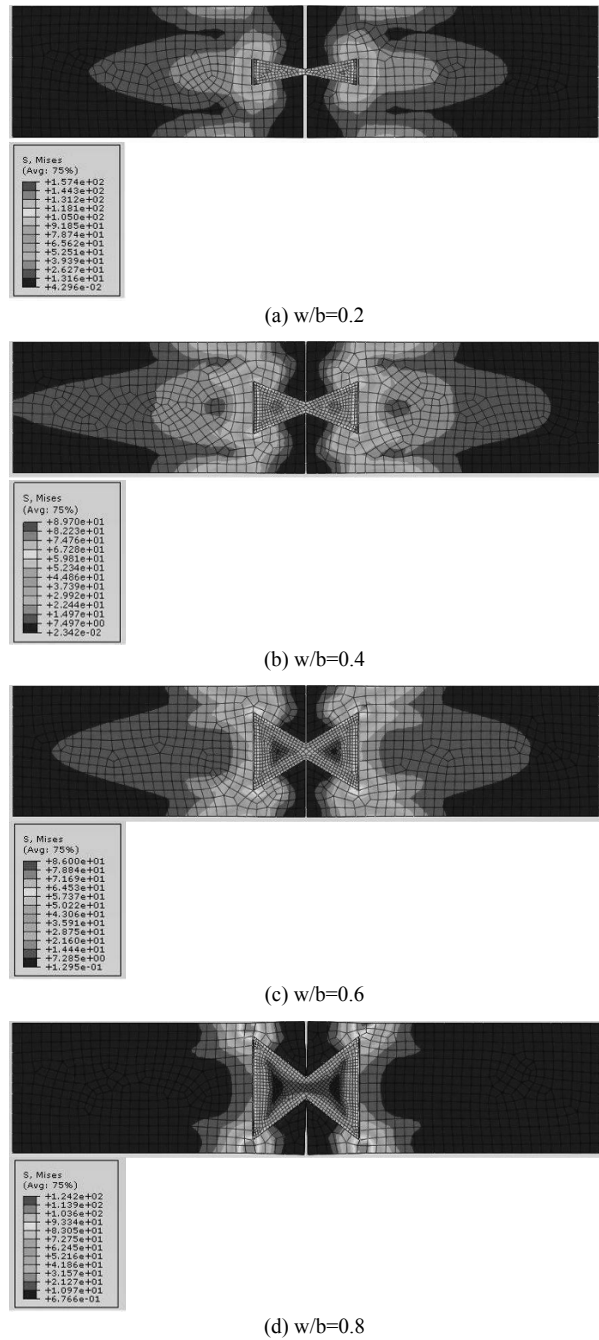 S, Mises
(Avg: 75%)
+1.574e+02
+1.443e+02
+1.312e+02
+1.181e+02
+1.050e+02
+9.185e+01
+7.874e+01
+6.562e+01
+5.251e+01
+3.939e+01
+2.627e+01
+1.316e+01
+4.296e-02
(a) w/b=0.2
S, Mises
(Avg: 75%)
+8.970e+01
+8.223e+01
+7.476e+01
+6.728e+01
+5.981e+01
+5.234e+01
+4.486e+01
+3.739e+01
+2.992e+01
+2.244e+01
+1.497e+01
+7.497e+00
+2.342e-02
(b) w/b=0.4
S, Mises
(Avg: 75%)
+8.600e+01
+7.884e+01
+7.169e+01
+6.453e+01
+5.737e+01
+5.022e+01
+4.306e+01
+3.591e+01
+2.875e+01
+2.160e+01
+1.444e+01
+7.285e+00
+1.295e-01
(c) w/b=0.6
S, Mises
(Avg: 75%)
+1.242e+02
+1.139e+02
+1.036e+02
+9.334e+01
+8.305e+01
+7.275e+01
+6.245e+01
+5.216e+01
+4.186e+01
+3.157e+01
+2.127e+01
+1.097e+01
+6.766e-01
(d) w/b=0.8